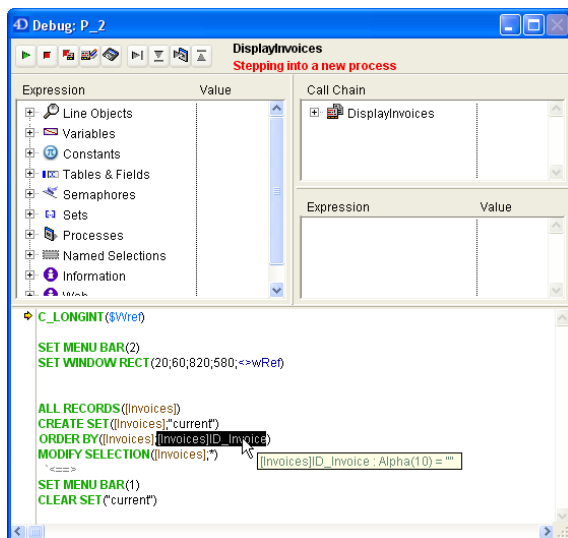 4D Debug: P_2
DisplayInvoices
Stepping into a new process
Expression Value
Line Objects
Variables
Constants
Tables & Fields
Semaphores
Sets
Processes
Named Selections
Information
Web
Call Chain
DisplayInvoices
Expression Value
C_LONGINT($Wref)
SET MENU BAR(2)
SET WINDOW RECT(20;60;820;580;<>wRef)
ALL RECORDS([Invoices])
CREATE SET([Invoices];"current")
ORDER BY([Invoices];[Invoices]ID_Invoice)
MODIFY SELECTION([Invoices];*)
`<==>
[Invoices]ID_Invoice : Alpha(10) = ""
SET MENU BAR(1)
CLEAR SET("current")